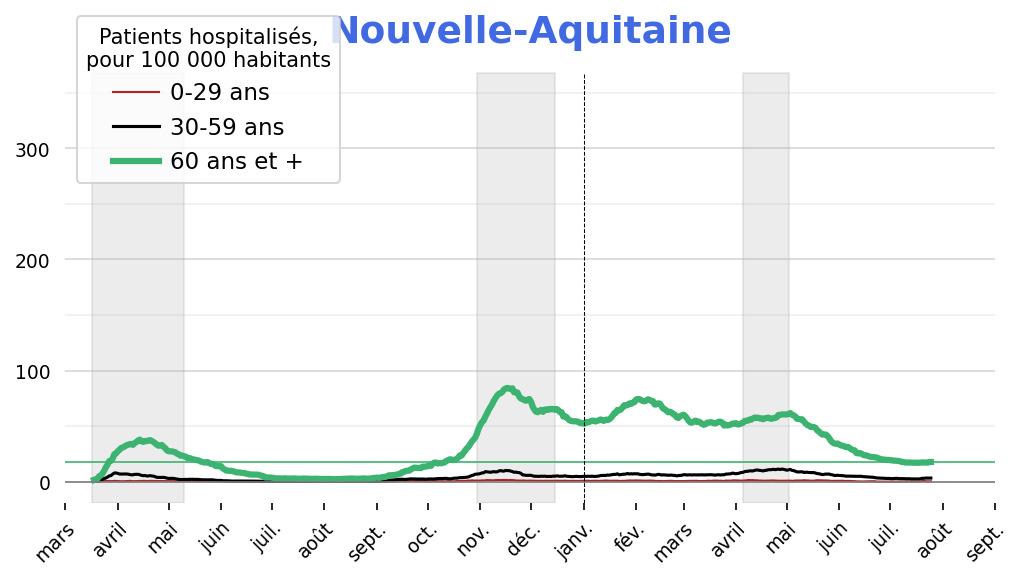 Nouvelle-Aquitaine
Patients hospitalisés,
pour 100 000 habitants
0-29 ans
30-59 ans
60 ans et +
300
200
100
0
mars avril mai juin juil. août sept. oct. nov. déc. janv. fév. mars avril mai juin juil. août sept.